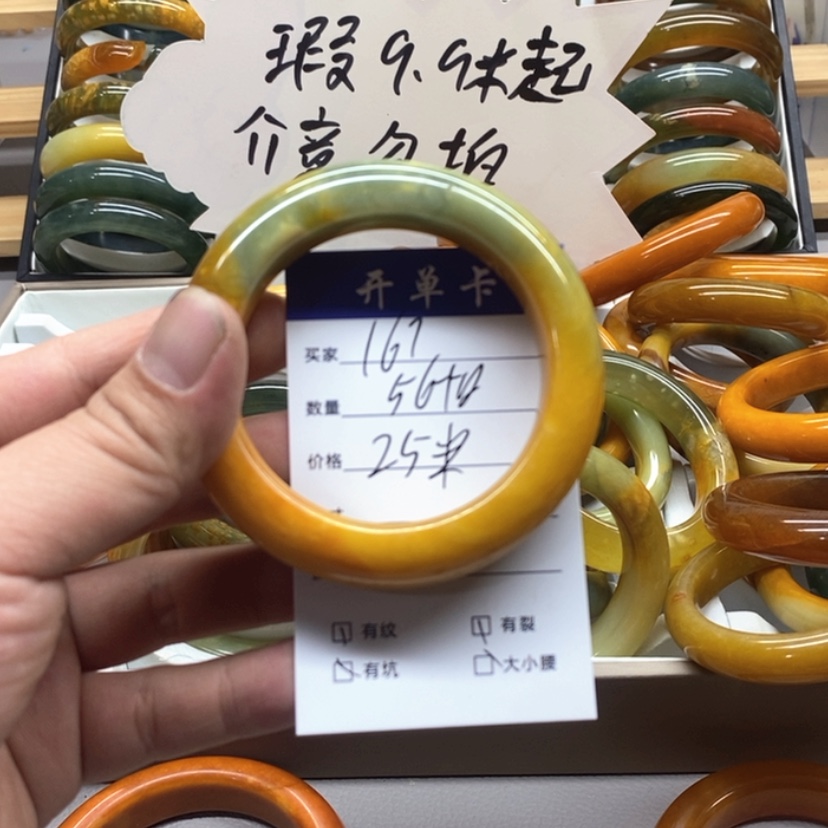 瑕 9.9米起
介意勿拍
开单卡
买家 167
数量 56
价格 25米
有纹 有裂
有坑 大小腰